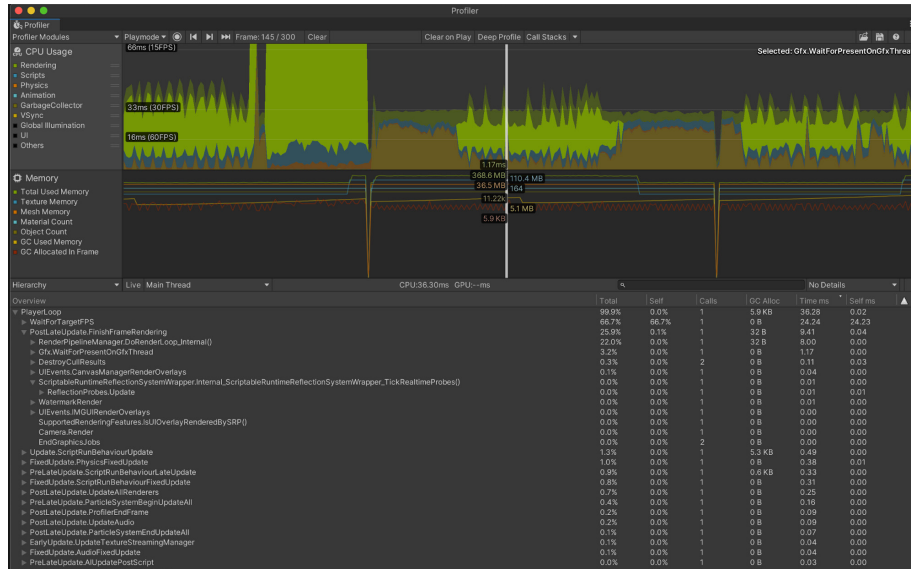 Profiler
Profiler
Profiler Modules Playmode Frame: 145 / 300 Clear Clear on Play Deep Profile Call Stacks
CPU Usage
Rendering
Scripts
Physics
Animation
GarbageCollector
VSync
Global Illumination
UI
Others
66ms (15FPS)
33ms (30FPS)
16ms (60FPS)
Selected: Gfx.WaitForPresentOnGfxThrea
1.17ms
Memory
Total Used Memory
Texture Memory
Mesh Memory
Material Count
Object Count
GC Used Memory
GC Allocated In Frame
368.6 MB 110.4 MB
36.5 MB 164
11.22k 5.1 MB
5.9 KB
Hierarchy Live Main Thread CPU:36.30ms GPU:--ms No Details
Overview Total Self Calls GC Alloc Time ms Self ms
PlayerLoop 99.9% 0.0% 1 5.9 KB 36.28 0.02
WaitForTargetFPS 66.7% 66.7% 1 0 B 24.24 24.23
PostLateUpdate.FinishFrameRendering 25.9% 0.1% 1 32 B 9.41 0.04
RenderPipelineManager.DoRenderLoop_Internal() 22.0% 0.0% 1 32 B 8.00 0.00
Gfx.WaitForPresentOnGfxThread 3.2% 0.0% 1 0 B 1.17 0.00
DestroyCullResults 0.3% 0.0% 2 0 B 0.11 0.03
UIEvents.CanvasManagerRenderOverlays 0.1% 0.0% 1 0 B 0.04 0.00
ScriptableRuntimeReflectionSystemWrapper.Internal_ScriptableRuntimeReflectionSystemWrapper_TickRealtimeProbes() 0.0% 0.0% 1 0 B 0.01 0.00
ReflectionProbes.Update 0.0% 0.0% 1 0 B 0.01 0.01
WatermarkRender 0.0% 0.0% 1 0 B 0.01 0.00
UIEvents.IMGUIRenderOverlays 0.0% 0.0% 1 0 B 0.00 0.00
SupportedRenderingFeatures.IsUIOverlayRenderedBySRP() 0.0% 0.0% 1 0 B 0.00 0.00
Camera.Render 0.0% 0.0% 1 0 B 0.00 0.00
EndGraphicsJobs 0.0% 0.0% 2 0 B 0.00 0.00
Update.ScriptRunBehaviourUpdate 1.3% 0.0% 1 5.3 KB 0.49 0.00
FixedUpdate.PhysicsFixedUpdate 1.0% 0.0% 1 0 B 0.38 0.01
PreLateUpdate.ScriptRunBehaviourLateUpdate 0.9% 0.0% 1 0.6 KB 0.33 0.00
FixedUpdate.ScriptRunBehaviourFixedUpdate 0.8% 0.0% 1 0 B 0.31 0.00
PostLateUpdate.UpdateAllRenderers 0.7% 0.0% 1 0 B 0.25 0.00
PreLateUpdate.ParticleSystemBeginUpdateAll 0.4% 0.0% 1 0 B 0.16 0.00
PostLateUpdate.ProfilerEndFrame 0.2% 0.0% 1 0 B 0.09 0.00
PostLateUpdate.UpdateAudio 0.2% 0.0% 1 0 B 0.09 0.00
PostLateUpdate.ParticleSystemEndUpdateAll 0.1% 0.0% 1 0 B 0.07 0.00
EarlyUpdate.UpdateTextureStreamingManager 0.1% 0.0% 1 0 B 0.04 0.00
FixedUpdate.AudioFixedUpdate 0.1% 0.0% 1 0 B 0.04 0.00
PreLateUpdate.AIUpdatePostScript 0.0% 0.0% 1 0 B 0.03 0.00